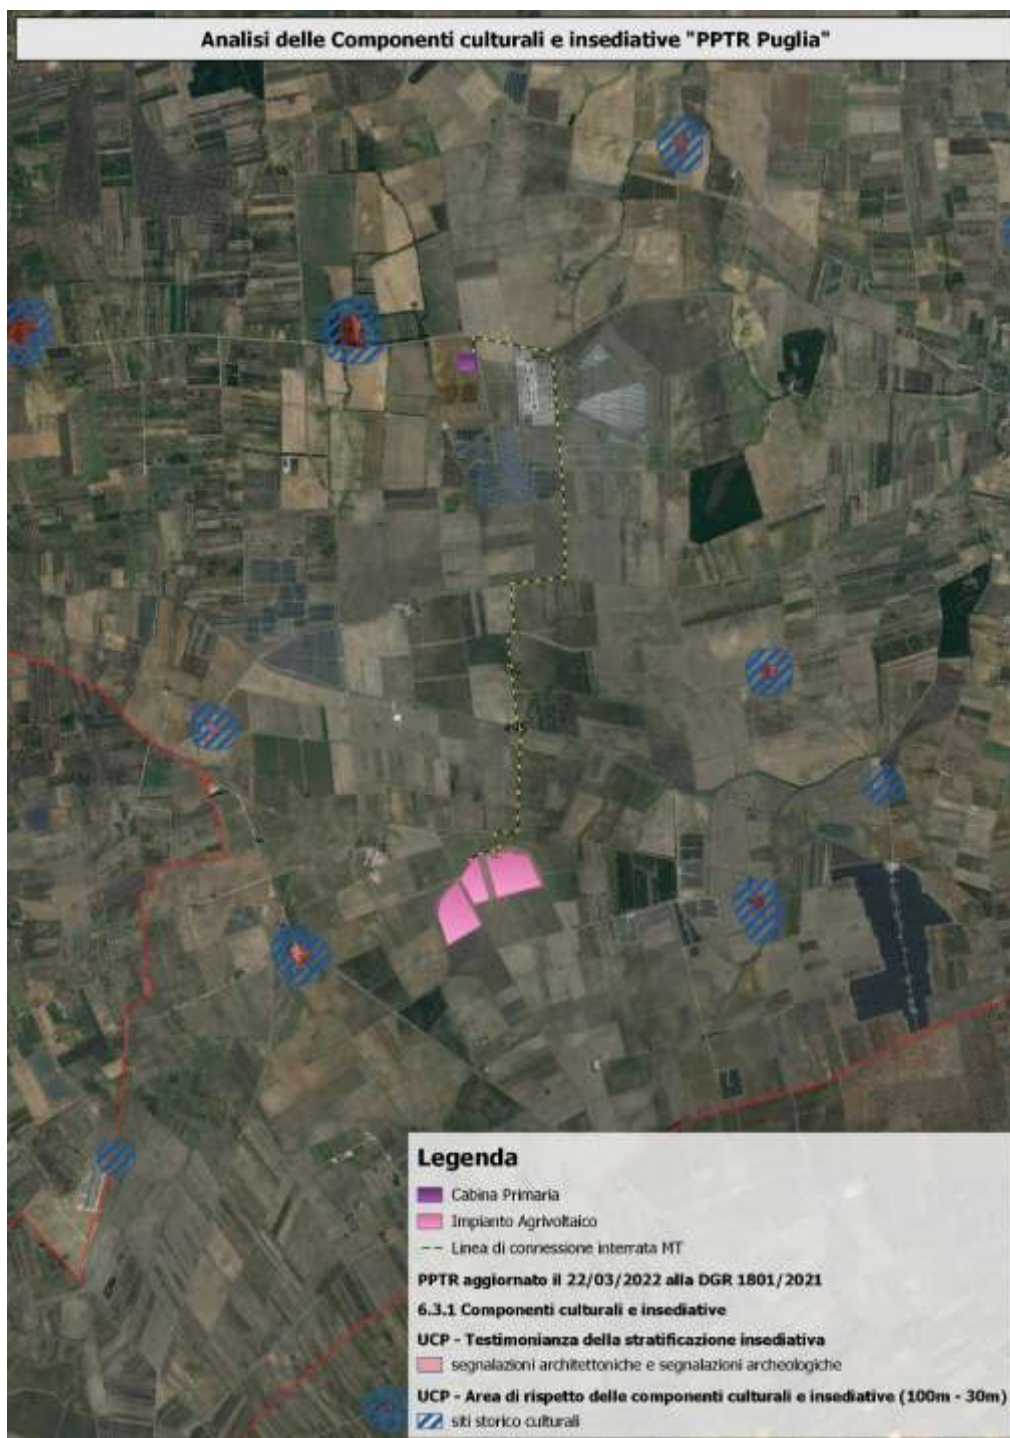 Analisi delle Componenti culturali e insediative "PPTR Puglia"
Legenda
Cabina Primaria
Impianto Agrivoltaico
Linea di connessione interrata MT
PPTR aggiornato il 22/03/2022 alla DGR 1801/2021
6.3.1 Componenti culturali e insediative
UCP - Testimonianza della stratificazione insediativa
segnalazioni architettoniche e segnalazioni archeologiche
UCP - Area di rispetto delle componenti culturali e insediative (100m - 30m)
siti storico culturali